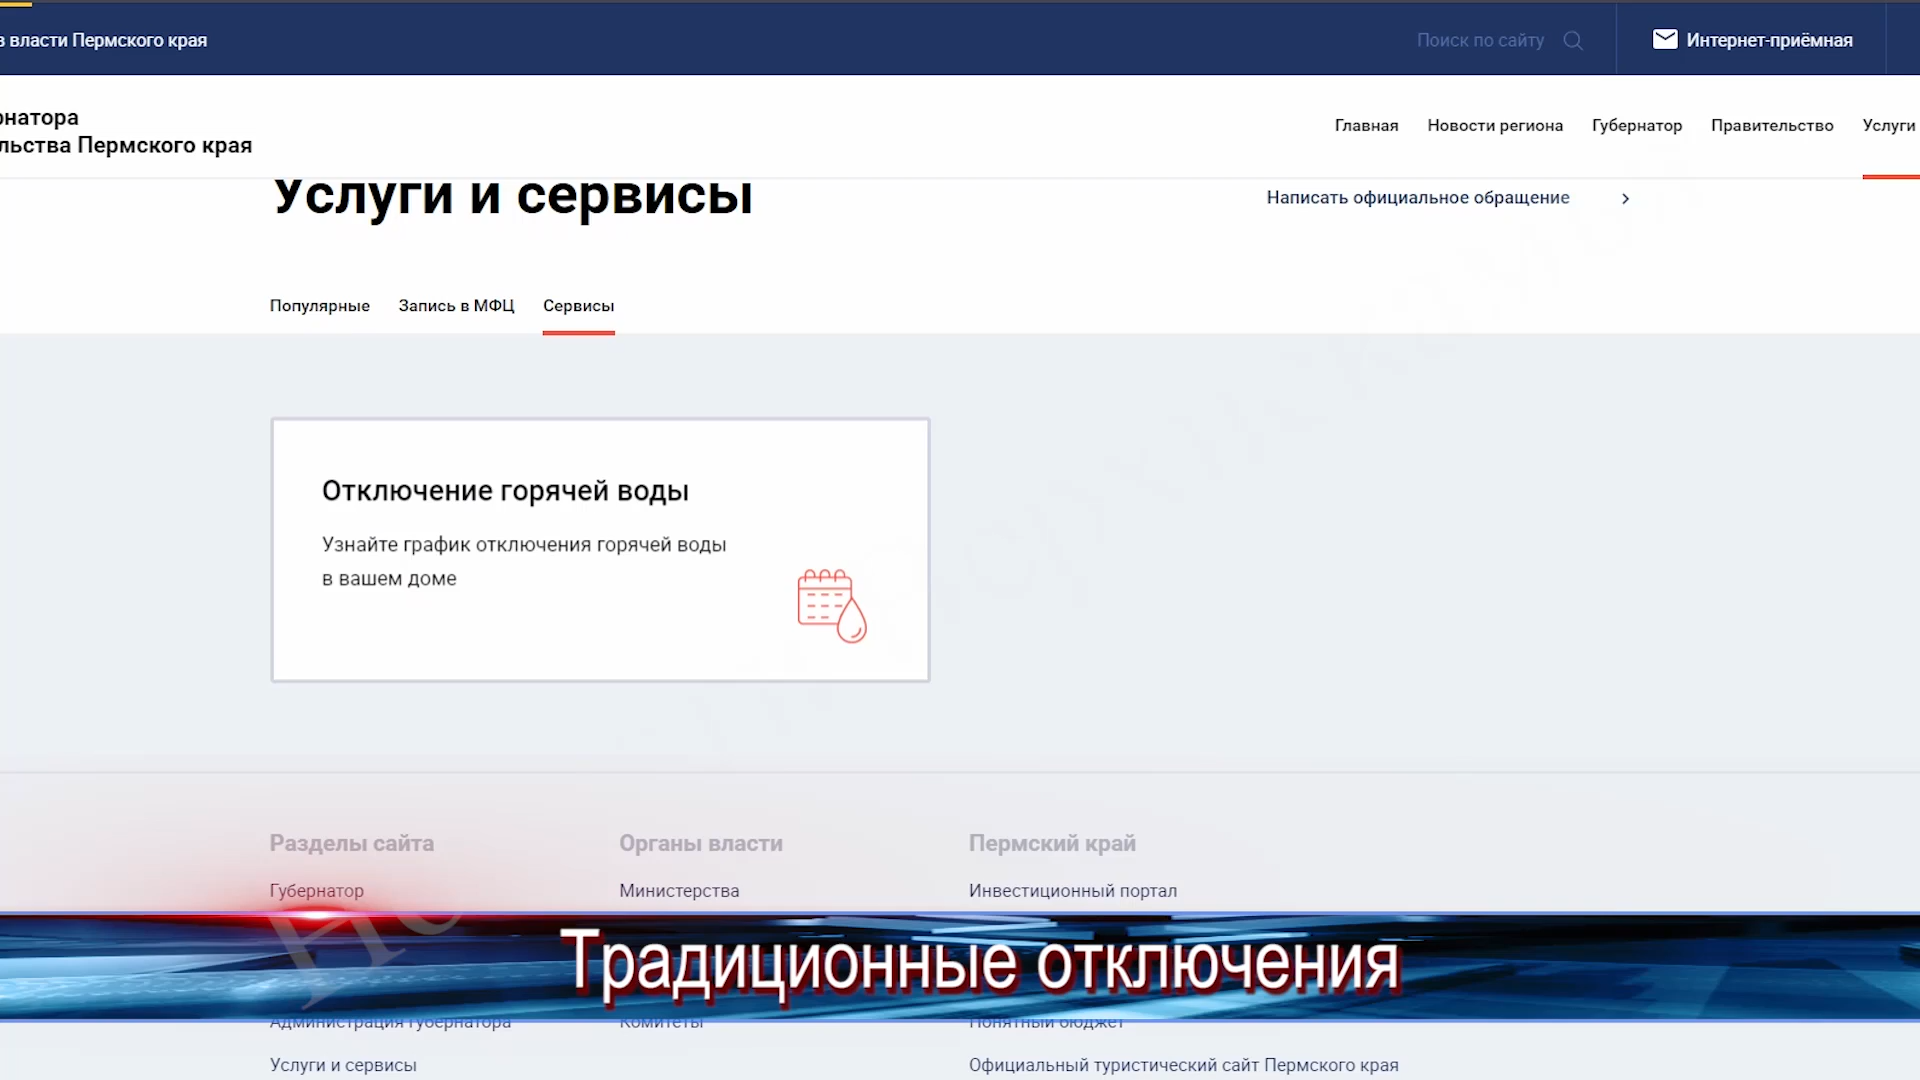 в власти Пермского края
Поиск по сайту
Интернет-приёмная
рнатора
льства Пермского края
Главная
Новости региона
Губернатор
Правительство
Услуги
Услуги и сервисы
Написать официальное обращение
Популярные
Запись в МФЦ
Сервисы
Отключение горячей воды
Узнайте график отключения горячей воды
в вашем доме
Разделы сайта
Органы власти
Пермский край
Губернатор
Министерства
Инвестиционный портал
Традиционные отключения
Администрация губернатора
Комитеты
Понятный бюджет
Услуги и сервисы
Официальный туристический сайт Пермского края